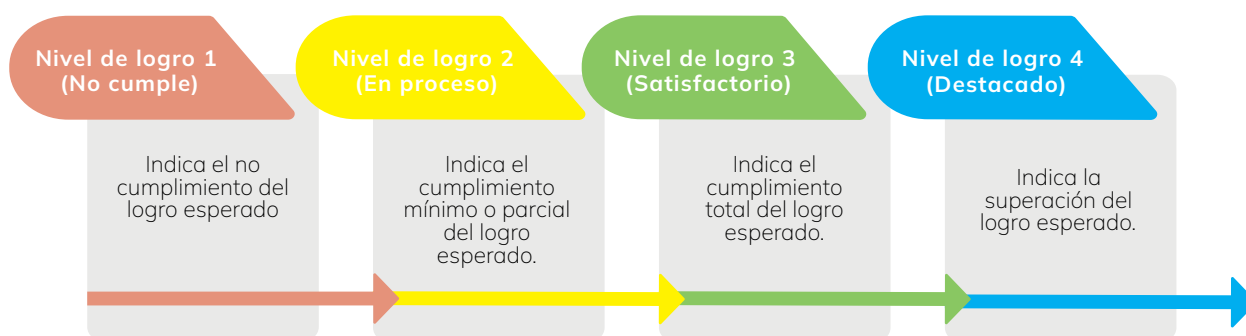 Nivel de logro 1
(No cumple)
Indica el no
cumplimiento del
logro esperado
Nivel de logro 2
(En proceso)
Indica el
cumplimiento
mínimo o parcial
del logro
esperado.
Nivel de logro 3
(Satisfactorio)
Indica el
cumplimiento
total del logro
esperado.
Nivel de logro 4
(Destacado)
Indica la
superación del
logro esperado.